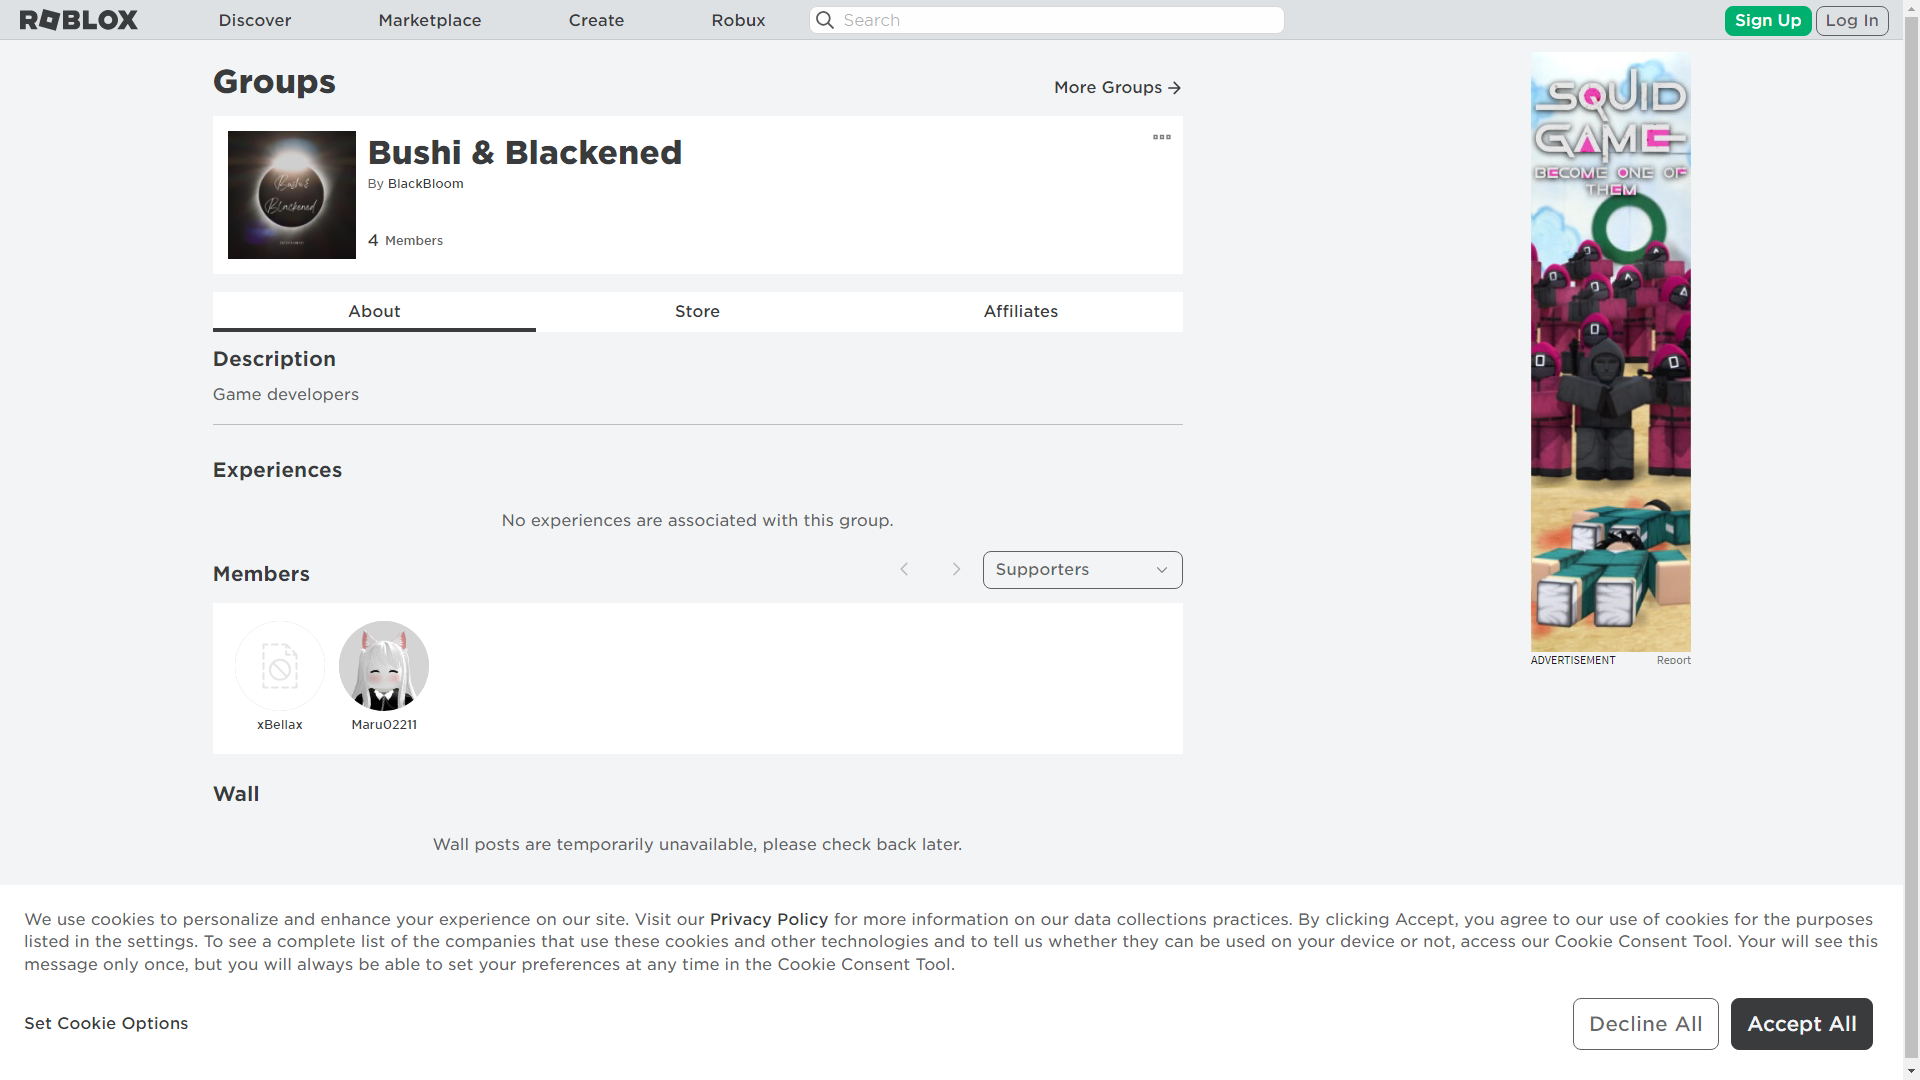 ROBLOX
Discover
Marketplace
Create
Robux
Search
Sign Up
Log In
Groups
More Groups
Bushi & Blackened
By BlackBloom
4 Members
Bushi &
Blackened
About
Store
Affiliates
Description
Game developers
Experiences
No experiences are associated with this group.
Members
Supporters
xBellax
Maru02211
Wall
Wall posts are temporarily unavailable, please check back later.
SQUID
GAME
BECOME ONE OF
THEM
ADVERTISEMENT
Report
We use cookies to personalize and enhance your experience on our site. Visit our Privacy Policy for more information on our data collections practices. By clicking Accept, you agree to our use of cookies for the purposes
listed in the settings. To see a complete list of the companies that use these cookies and other technologies and to tell us whether they can be used on your device or not, access our Cookie Consent Tool. Your will see this
message only once, but you will always be able to set your preferences at any time in the Cookie Consent Tool.
Set Cookie Options
Decline All
Accept All